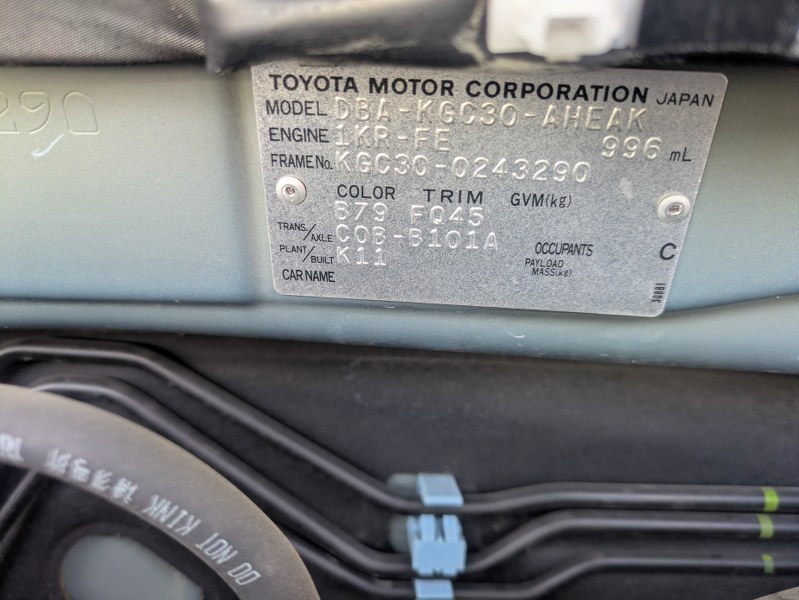 290
TOYOTA MOTOR CORPORATION JAPAN
MODEL DBA-KGC30-AHEAK
ENGINE 1KR-FE 996 mL
FRAME No. KGC30-0243290
COLOR TRIM GVM(kg)
B79 FQ45
TRANS./AXLE C0B-B101A
PLANT/BUILT K11
OCCUPANTS C
PAYLOAD MASS(kg)
CAR NAME
30881
DO NOT KINK